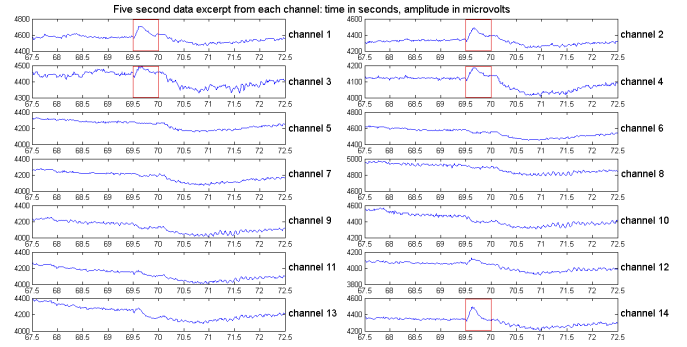 Five second data excerpt from each channel: time in seconds, amplitude in microvolts
4600
4400
4200
67.5 68 68.5 69 69.5 70 70.5 71 71.5 72 72.5
channel 1
4600
4400
4200
67.5 68 68.5 69 69.5 70 70.5 71 71.5 72 72.5
channel 2
4400
4300
67.5 68 68.5 69 69.5 70 70.5 71 71.5 72 72.5
channel 3
4000
67.5 68 68.5 69 69.5 70 70.5 71 71.5 72 72.5
channel 4
4400
4200
4000
67.5 68 68.5 69 69.5 70 70.5 71 71.5 72 72.5
channel 5
4800
4600
4400
67.5 68 68.5 69 69.5 70 70.5 71 71.5 72 72.5
channel 6
4400
4200
4000
67.5 68 68.5 69 69.5 70 70.5 71 71.5 72 72.5
channel 7
5000
4800
4600
67.5 68 68.5 69 69.5 70 70.5 71 71.5 72 72.5
channel 8
4400
4200
4000
67.5 68 68.5 69 69.5 70 70.5 71 71.5 72 72.5
channel 9
4600
4400
4200
67.5 68 68.5 69 69.5 70 70.5 71 71.5 72 72.5
channel 10
4400
4200
4000
67.5 68 68.5 69 69.5 70 70.5 71 71.5 72 72.5
channel 11
4200
4000
3800
67.5 68 68.5 69 69.5 70 70.5 71 71.5 72 72.5
channel 12
4400
4200
4000
67.5 68 68.5 69 69.5 70 70.5 71 71.5 72 72.5
channel 13
4600
4400
4200
67.5 68 68.5 69 69.5 70 70.5 71 71.5 72 72.5
channel 14